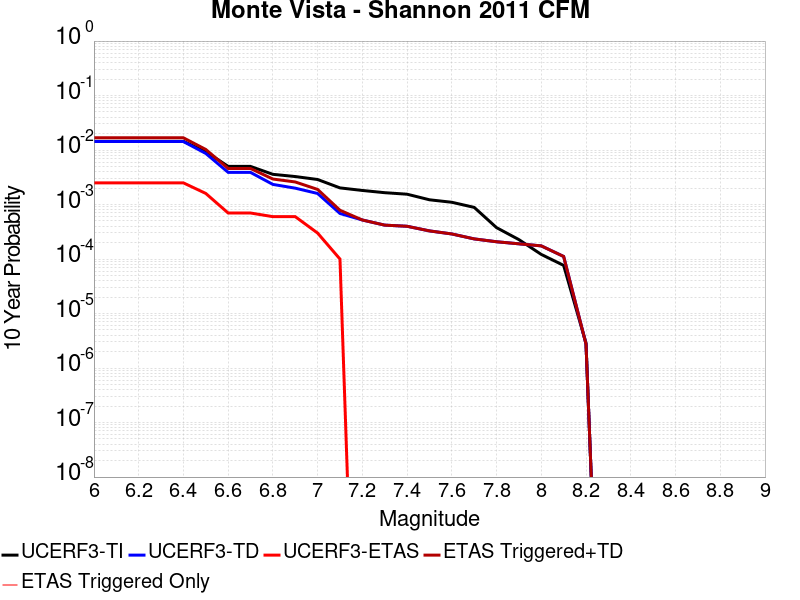 Monte Vista - Shannon 2011 CFM
10 Year Probability
10^0
10^-1
10^-2
10^-3
10^-4
10^-5
10^-6
10^-7
10^-8
6 6.2 6.4 6.6 6.8 7 7.2 7.4 7.6 7.8 8 8.2 8.4 8.6 8.8 9
Magnitude
UCERF3-TI UCERF3-TD UCERF3-ETAS ETAS Triggered+TD
ETAS Triggered Only